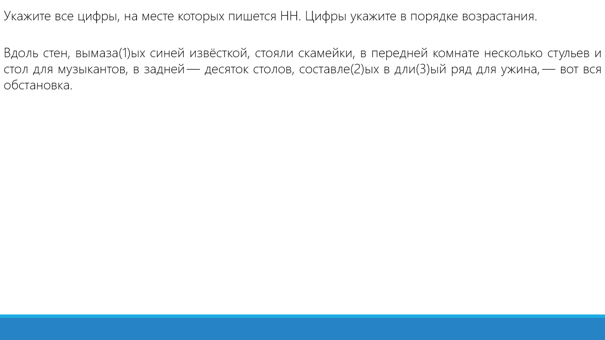 Укажите все цифры, на месте которых пишется НН. Цифры укажите в порядке возрастания.
Вдоль стен, вымаза(1)ых синей извёсткой, стояли скамейки, в передней комнате несколько стульев и
стол для музыкантов, в задней — десяток столов, составле(2)ых в дли(3)ый ряд для ужина, — вот вся
обстановка.